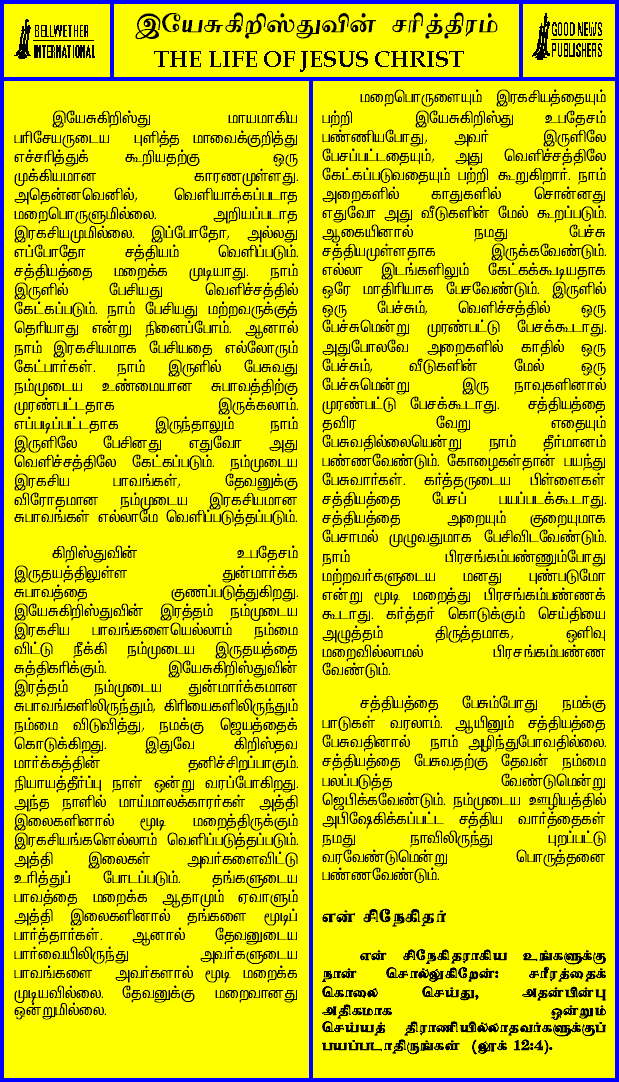 BELLWETHER
INTERNATIONAL
இயேசுகிறிஸ்துவின் சரித்திரம்
THE LIFE OF JESUS CHRIST
GOOD NEWS
PUBLISHERS
இயேசுகிறிஸ்து மாயமாகிய
பரிசேயருடைய புளித்த மாவைக்குறித்து
எச்சரித்துக் கூறியதற்கு ஒரு
முக்கியமான காரணமுள்ளது.
அதென்னவெனில், வெளியாக்கப்படாத
மறைபொருளுமில்லை. அறியப்படாத
இரகசியமுமில்லை. இப்போதோ, அல்லது
எப்போதோ சத்தியம் வெளிப்படும்.
சத்தியத்தை மறைக்க முடியாது. நாம்
இருளில் பேசியது வெளிச்சத்தில்
கேட்கப்படும். நாம் பேசியது மற்றவருக்குத்
தெரியாது என்று நினைப்போம். ஆனால்
நாம் இரகசியமாக பேசியதை எல்லோரும்
கேட்பார்கள். நாம் இருளில் பேசுவது
நம்முடைய உண்மையான சுபாவத்திற்கு
முரண்பட்டதாக இருக்கலாம்.
எப்படிப்பட்டதாக இருந்தாலும் நாம்
இருளிலே பேசினது எதுவோ அது
வெளிச்சத்திலே கேட்கப்படும். நம்முடைய
இரகசிய பாவங்கள், தேவனுக்கு
விரோதமான நம்முடைய இரகசியமான
சுபாவங்கள் எல்லாமே வெளிப்படுத்தப்படும்.
கிறிஸ்துவின் உபதேசம்
இருதயத்திலுள்ள துன்மார்க்க
சுபாவத்தை குணப்படுத்துகிறது.
இயேசுகிறிஸ்துவின் இரத்தம் நம்முடைய
இரகசிய பாவங்களையெல்லாம் நம்மை
விட்டு நீக்கி நம்முடைய இருதயத்தை
சுத்திகரிக்கும். இயேசுகிறிஸ்துவின்
இரத்தம் நம்முடைய துன்மார்க்கமான
சுபாவங்களிலிருந்தும், கிரியைகளிலிருந்தும்
நம்மை விடுவித்து, நமக்கு ஜெயத்தைக்
கொடுக்கிறது. இதுவே கிறிஸ்தவ
மார்க்கத்தின் தனிச்சிறப்பாகும்.
நியாயத்தீர்ப்பு நாள் ஒன்று வரப்போகிறது.
அந்த நாளில் மாய்மாலக்காரர்கள் அத்தி
இலைகளினால் மூடி மறைத்திருக்கும்
இரகசியங்களெல்லாம் வெளிப்படுத்தப்படும்.
அத்தி இலைகள் அவர்களைவிட்டு
உரித்துப் போடப்படும். தங்களுடைய
பாவத்தை மறைக்க ஆதாமும் ஏவாளும்
அத்தி இலைகளினால் தங்களை மூடிப்
பார்த்தார்கள். ஆனால் தேவனுடைய
பார்வையிலிருந்து அவர்களுடைய
பாவங்களை அவர்களால் மூடி மறைக்க
முடியவில்லை. தேவனுக்கு மறைவானது
ஒன்றுமில்லை.
மறைபொருளையும் இரகசியத்தையும்
பற்றி இயேசுகிறிஸ்து உபதேசம்
பண்ணியபோது, அவர் இருளிலே
பேசப்பட்டதையும், அது வெளிச்சத்திலே
கேட்கப்படுவதையும் பற்றி கூறுகிறார். நாம்
அறைகளில் காதுகளில் சொன்னது
எதுவோ அது வீடுகளின் மேல் கூறப்படும்.
ஆகையினால் நமது பேச்சு
சத்தியமுள்ளதாக இருக்கவேண்டும்.
எல்லா இடங்களிலும் கேட்கக்கூடியதாக
ஒரே மாதிரியாக பேசவேண்டும். இருளில்
ஒரு பேச்சும், வெளிச்சத்தில் ஒரு
பேச்சுமென்று முரண்பட்டு பேசக்கூடாது.
அதுபோலவே அறைகளில் காதில் ஒரு
பேச்சும், வீடுகளின் மேல் ஒரு
பேச்சுமென்று இரு நாவுகளினால்
முரண்பட்டு பேசக்கூடாது. சத்தியத்தை
தவிர வேறு எதையும்
பேசுவதில்லையென்று நாம் தீர்மானம்
பண்ணவேண்டும். கோழைகள்தான் பயந்து
பேசுவார்கள். கர்த்தருடைய பிள்ளைகள்
சத்தியத்தை பேசப் பயப்படக்கூடாது.
சத்தியத்தை அறையும் குறையுமாக
பேசாமல் முழுவதுமாக பேசிவிடவேண்டும்.
நாம் பிரசங்கம்பண்ணும்போது
மற்றவர்களுடைய மனது புண்படுமோ
என்று மூடி மறைத்து பிரசங்கம்பண்ணக்
கூடாது. கர்த்தர் கொடுக்கும் செய்தியை
அழுத்தம் திருத்தமாக, ஒளிவு
மறைவில்லாமல் பிரசங்கம்பண்ண
வேண்டும்.
சத்தியத்தை பேசும்போது நமக்கு
பாடுகள் வரலாம். ஆயினும் சத்தியத்தை
பேசுவதினால் நாம் அழிந்துபோவதில்லை.
சத்தியத்தை பேசுவதற்கு தேவன் நம்மை
பலப்படுத்த வேண்டுமென்று
ஜெபிக்கவேண்டும். நம்முடைய ஊழியத்தில்
அபிஷேகிக்கப்பட்ட சத்திய வார்த்தைகள்
நமது நாவிலிருந்து புறப்பட்டு
வரவேண்டுமென்று பொருத்தனை
பண்ணவேண்டும்.
என் சிநேகிதர்
என் சிநேகிதராகிய உங்களுக்கு
நான் சொல்லுகிறேன்: சரீரத்தைக்
கொலை செய்து, அதன்பின்பு
அதிகமாக ஒன்றும்
செய்யத் திராணியில்லாதவர்களுக்குப்
பயப்படாதிருங்கள் (லூக் 12:4).